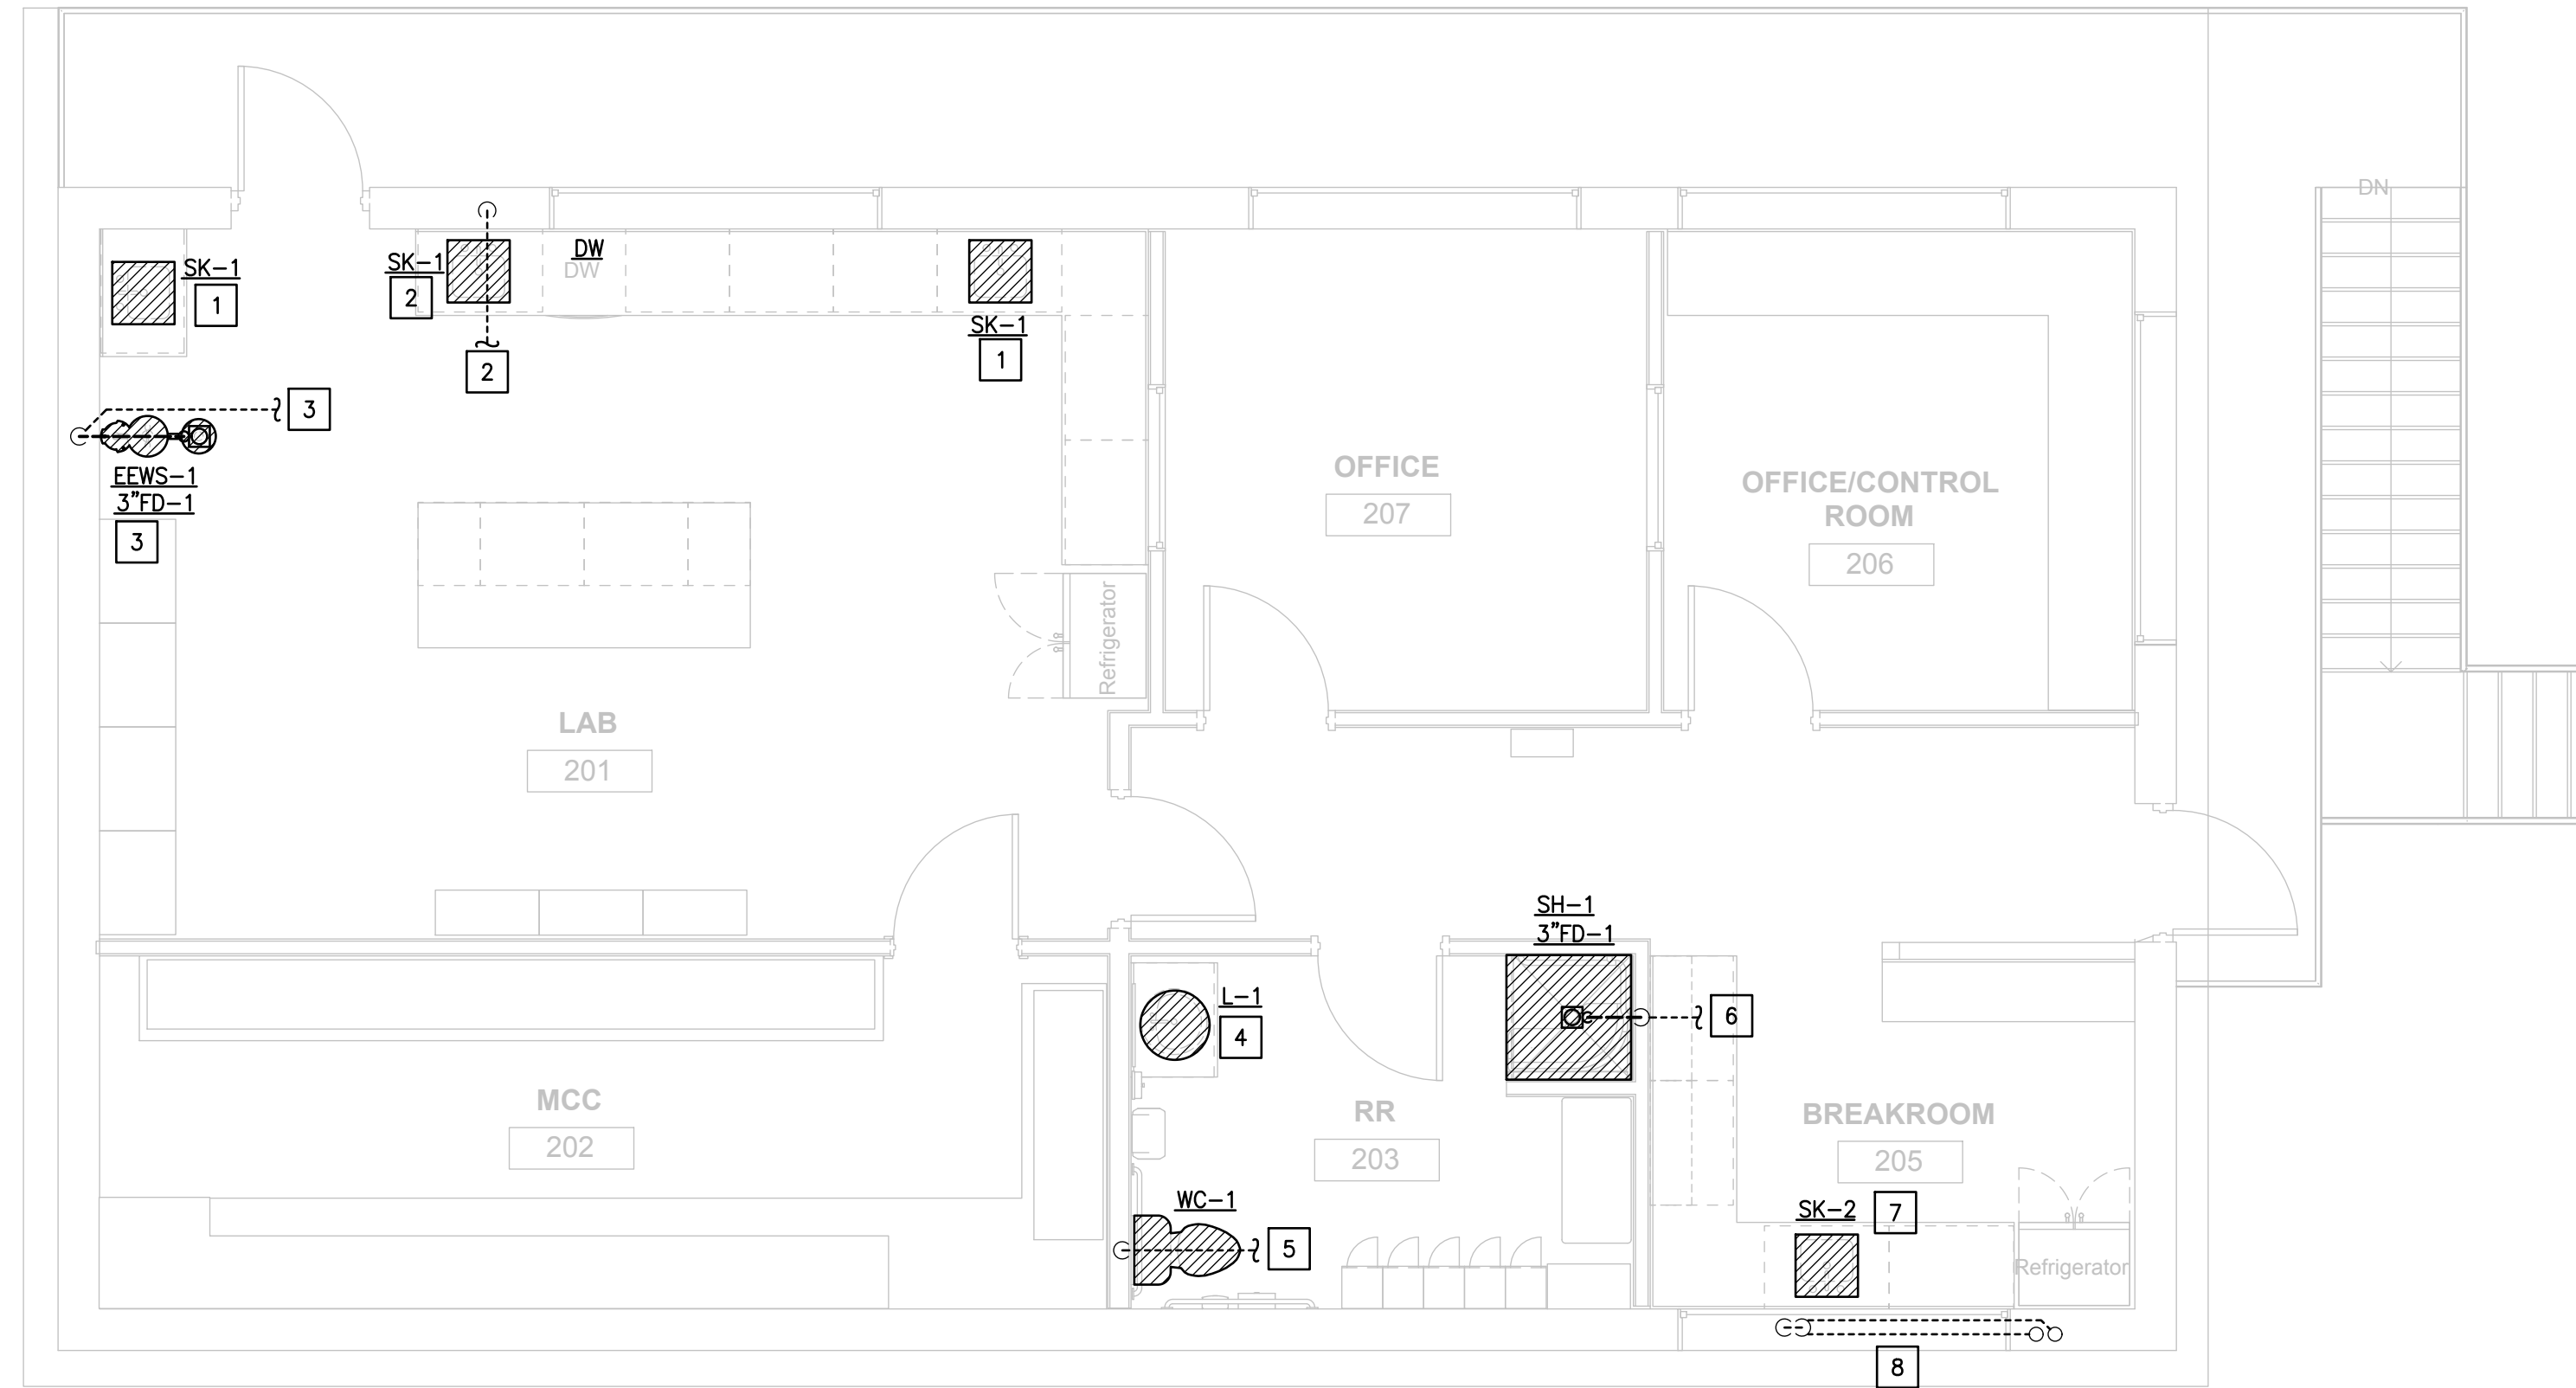 DN
SK-1
1
SK-1
2
DW
DW
2
SK-1
1
3
EEWS-1
3"FD-1
3
OFFICE
207
OFFICE/CONTROL
ROOM
206
Refrigerator
LAB
201
SH-1
3"FD-1
6
L-1
4
MCC
202
RR
203
BREAKROOM
205
WC-1
5
SK-2
7
Refrigerator
8